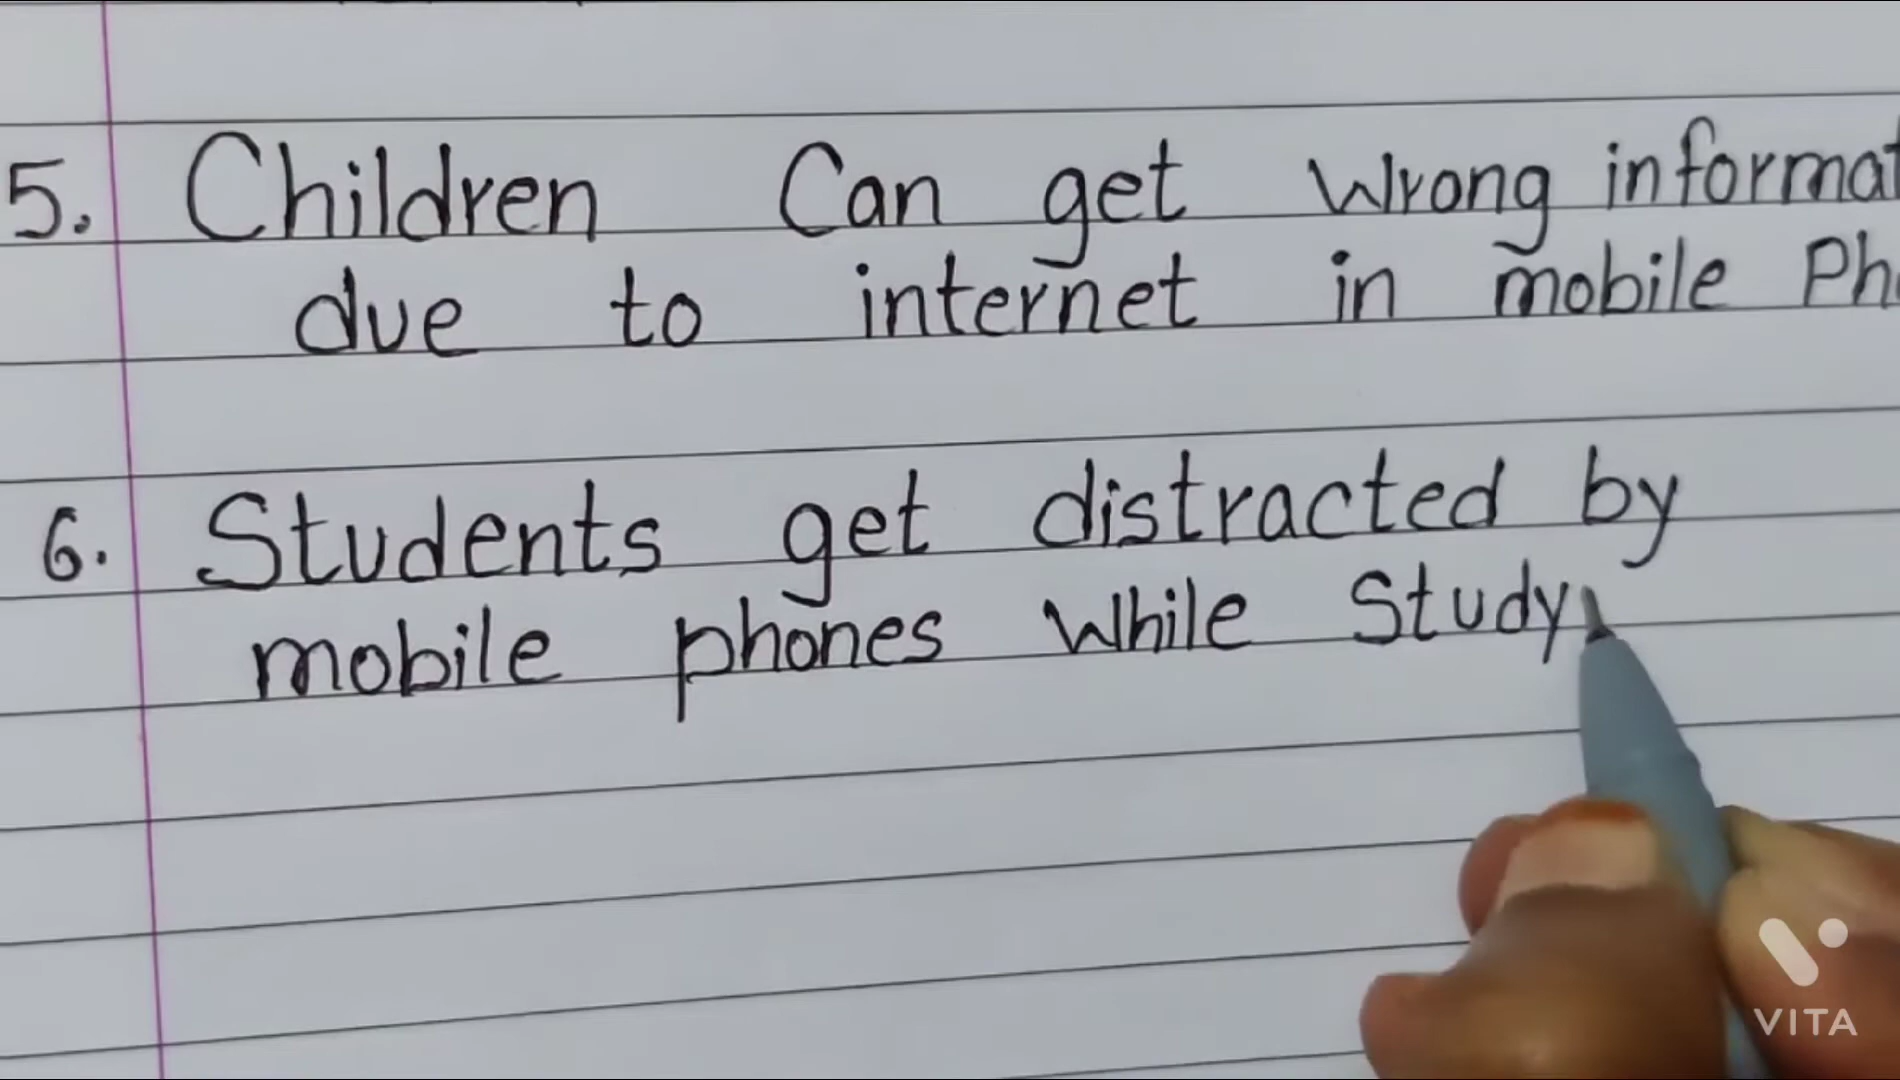 5. Children Can get Wrong informat
due to internet in mobile Ph
6. Students get distracted by
mobile phones While Study
VITA